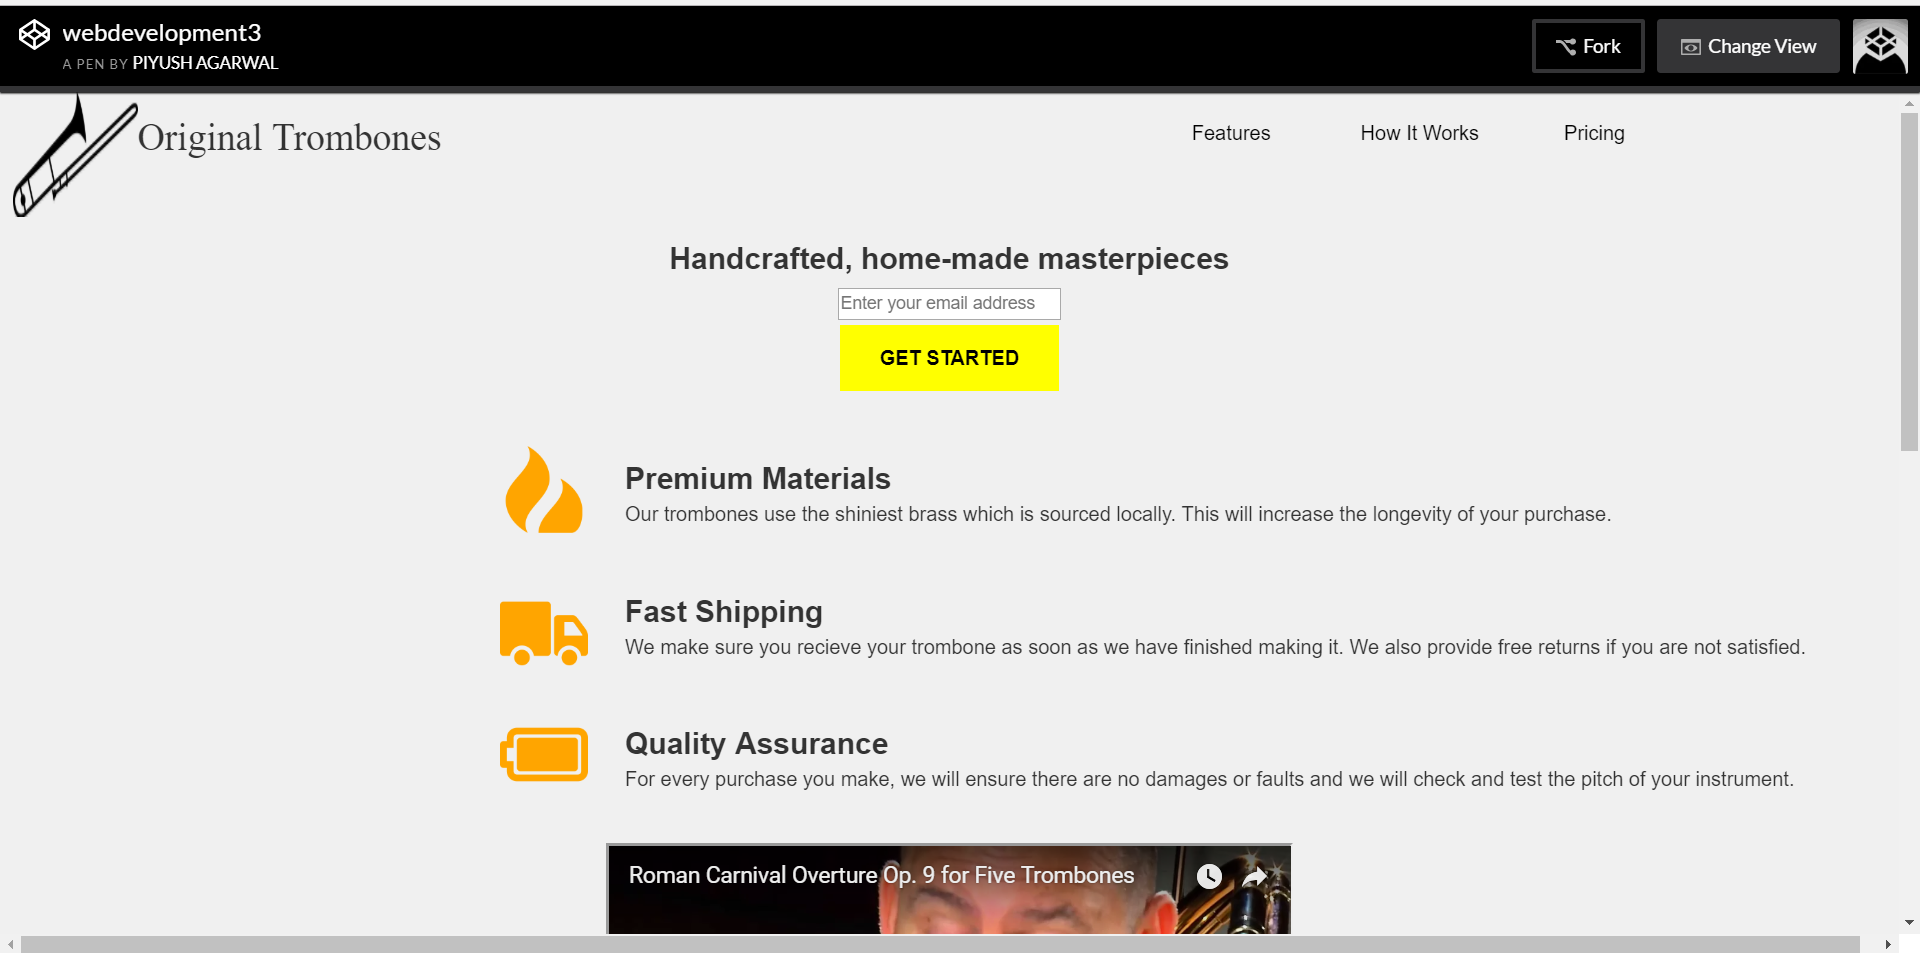 webdevelopment3
A PEN BY PIYUSH AGARWAL
Fork
Change View
Original Trombones
Features
How It Works
Pricing
Handcrafted, home-made masterpieces
Enter your email address
GET STARTED
Premium Materials
Our trombones use the shiniest brass which is sourced locally. This will increase the longevity of your purchase.
Fast Shipping
We make sure you recieve your trombone as soon as we have finished making it. We also provide free returns if you are not satisfied.
Quality Assurance
For every purchase you make, we will ensure there are no damages or faults and we will check and test the pitch of your instrument.
Roman Carnival Overture Op. 9 for Five Trombones